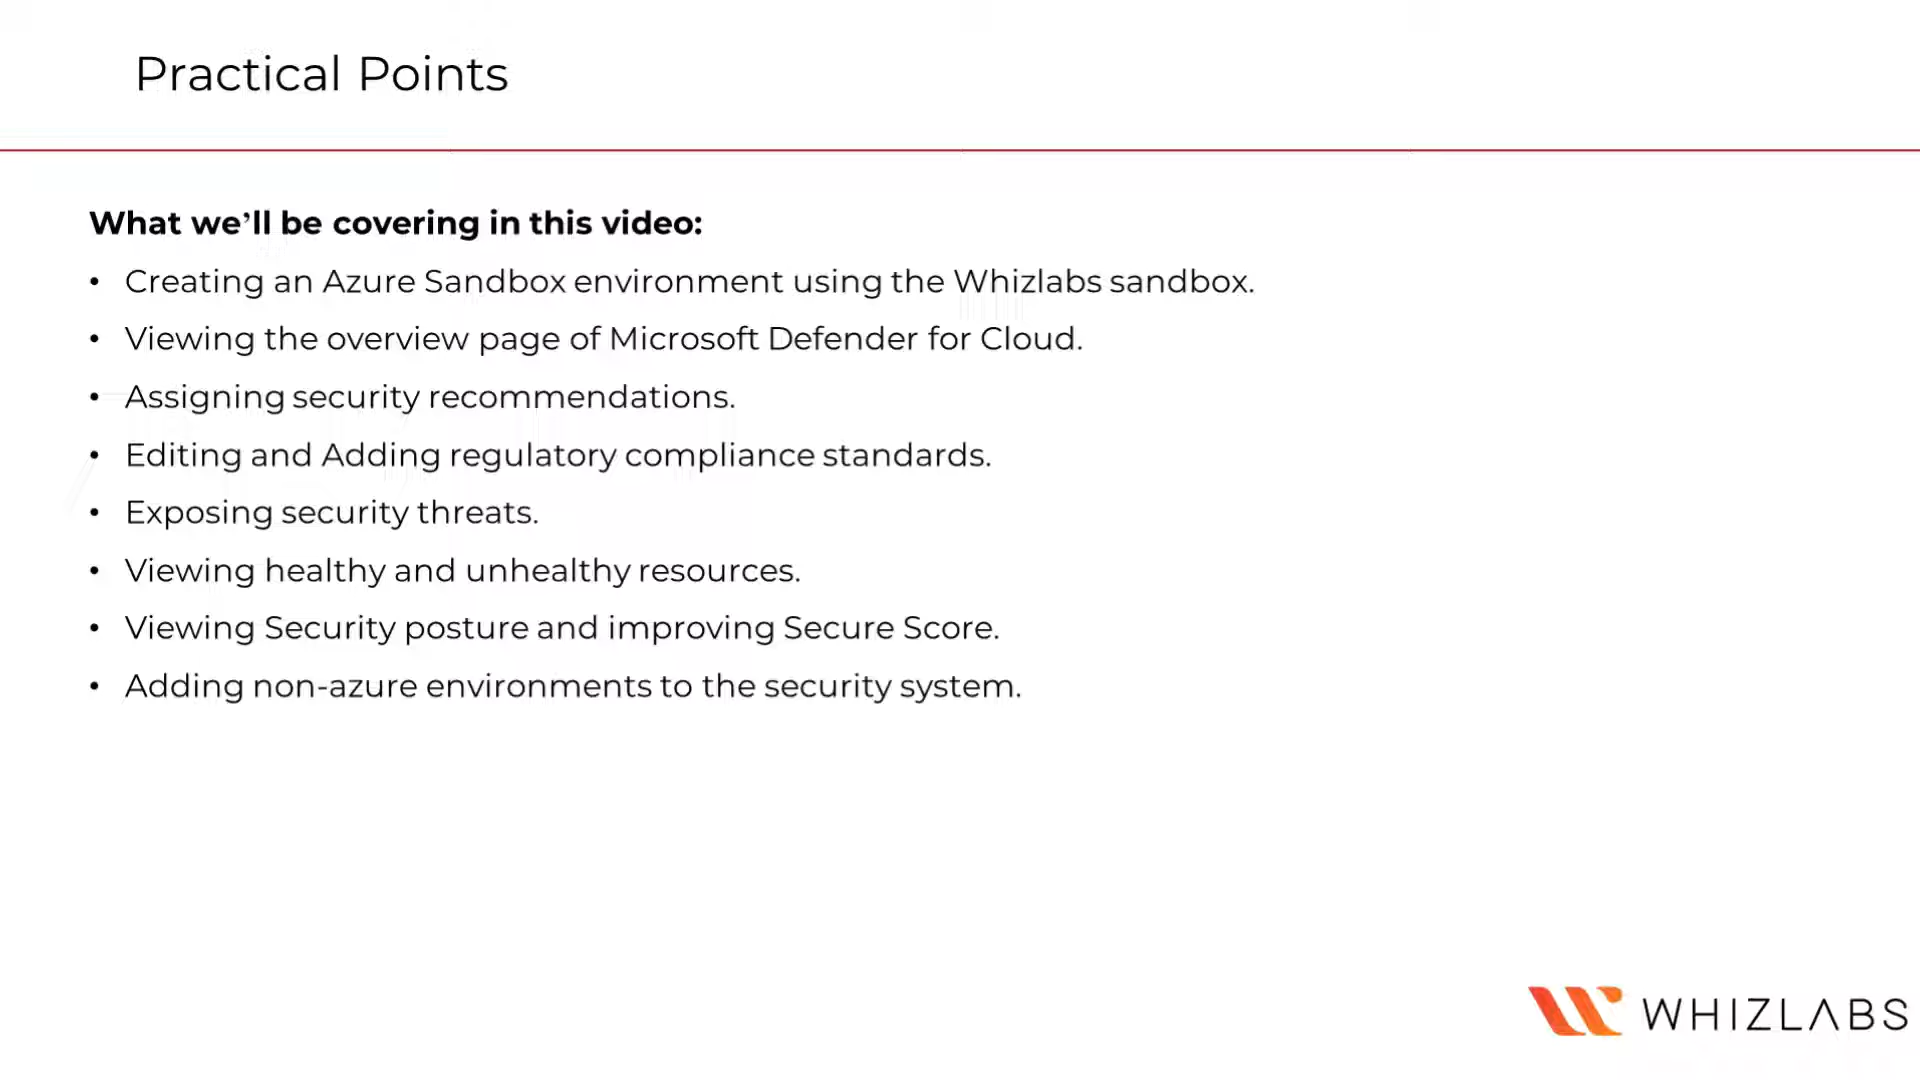 Practical Points
What we’ll be covering in this video:
• Creating an Azure Sandbox environment using the Whizlabs sandbox.
• Viewing the overview page of Microsoft Defender for Cloud.
• Assigning security recommendations.
• Editing and Adding regulatory compliance standards.
• Exposing security threats.
• Viewing healthy and unhealthy resources.
• Viewing Security posture and improving Secure Score.
• Adding non-azure environments to the security system.
WHIZLABS